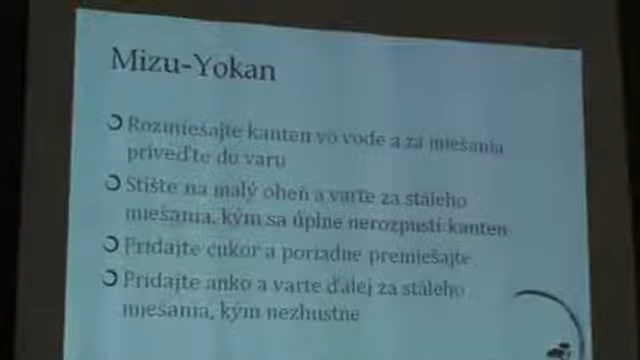 Mizu-Yokan
Rozmiešajte kanten vo vode a za miešania
priveďte do varu
Stíšte na malý oheň a varte za stáleho
miešania, kým sa úplne nerozpustí kanten
Pridajte cukor a poriadne premiešajte
Pridajte anko a varte ďalej za stáleho
miešania, kým nezhustne